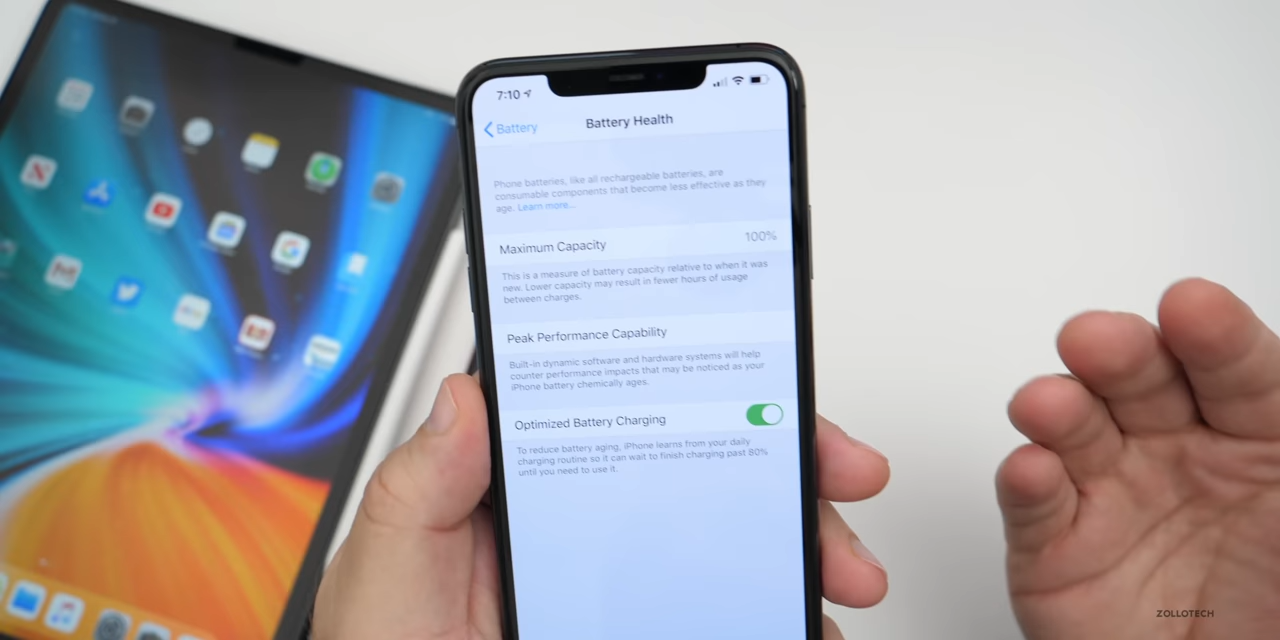 7:10
Battery
Battery Health
Phone batteries, like all rechargeable batteries, are
consumable components that become less effective as they
age. Learn more...
Maximum Capacity
100%
This is a measure of battery capacity relative to when it was
new. Lower capacity may result in fewer hours of usage
between charges.
Peak Performance Capability
Built-in dynamic software and hardware systems will help
counter performance impacts that may be noticed as your
iPhone battery chemically ages.
Optimized Battery Charging
To reduce battery aging, iPhone learns from your daily
charging routine so it can wait to finish charging past 80%
until you need to use it.
ZOLLOTECH